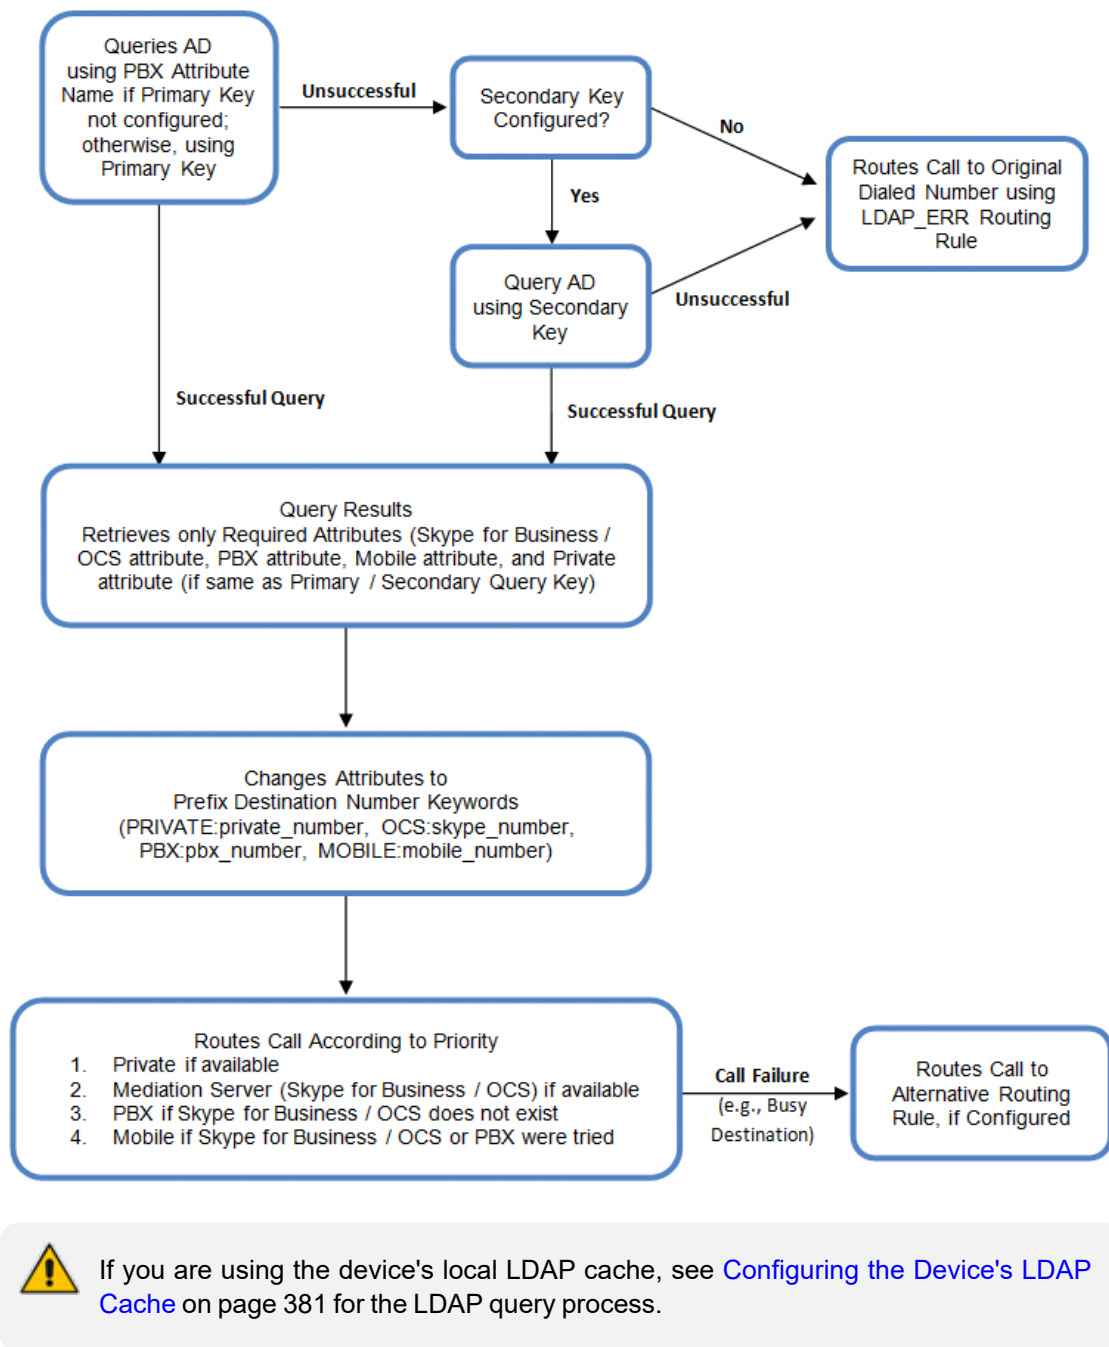 Queries AD
using PBX Attribute
Name if Primary Key
not configured;
otherwise, using
Primary Key
Unsuccessful
Secondary Key
Configured?
No
Routes Call to Original
Dialed Number using
LDAP_ERR Routing
Rule
Yes
Query AD
using Secondary
Key
Unsuccessful
Successful Query
Successful Query
Query Results
Retrieves only Required Attributes (Skype for Business /
OCS attribute, PBX attribute, Mobile attribute, and Private
attribute (if same as Primary / Secondary Query Key)
Changes Attributes to
Prefix Destination Number Keywords
(PRIVATE:private_number, OCS:skype_number,
PBX:pbx_number, MOBILE:mobile_number)
Routes Call According to Priority
1. Private if available
2. Mediation Server (Skype for Business / OCS) if available
3. PBX if Skype for Business / OCS does not exist
4. Mobile if Skype for Business / OCS or PBX were tried
Call Failure
(e.g., Busy
Destination)
Routes Call to
Alternative Routing
Rule, if Configured
If you are using the device's local LDAP cache, see Configuring the Device's LDAP
Cache on page 381 for the LDAP query process.